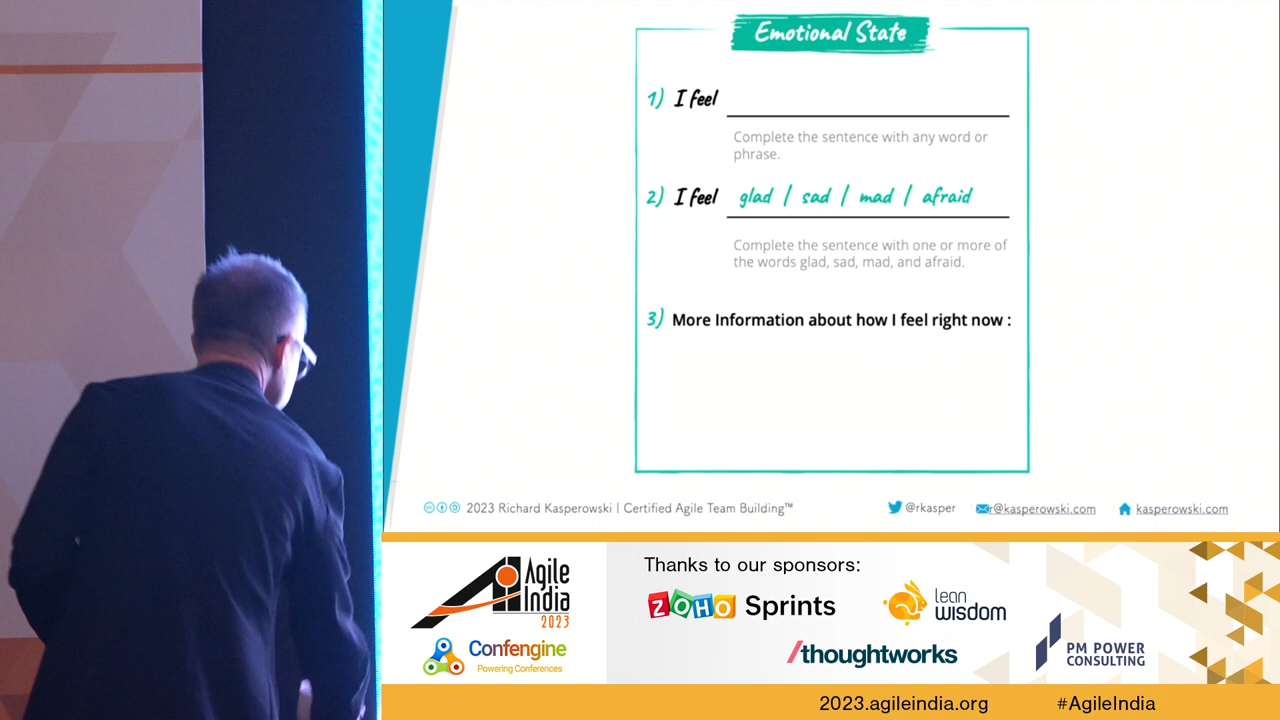 Emotional State
1) I feel
Complete the sentence with any word or
phrase.
2) I feel glad / sad / mad / afraid
Complete the sentence with one or more of
the words glad, sad, mad, and afraid.
3) More Information about how I feel right now :
2023 Richard Kasperowski | Certified Agile Team Building™
@rkasper
r@kasperowski.com
kasperowski.com
Agile
India
2023
Confengine
Powering Conferences
Thanks to our sponsors:
ZOHO Sprints
lean
wisdom
/thoughtworks
PM POWER
CONSULTING
2023.agileindia.org
#AgileIndia